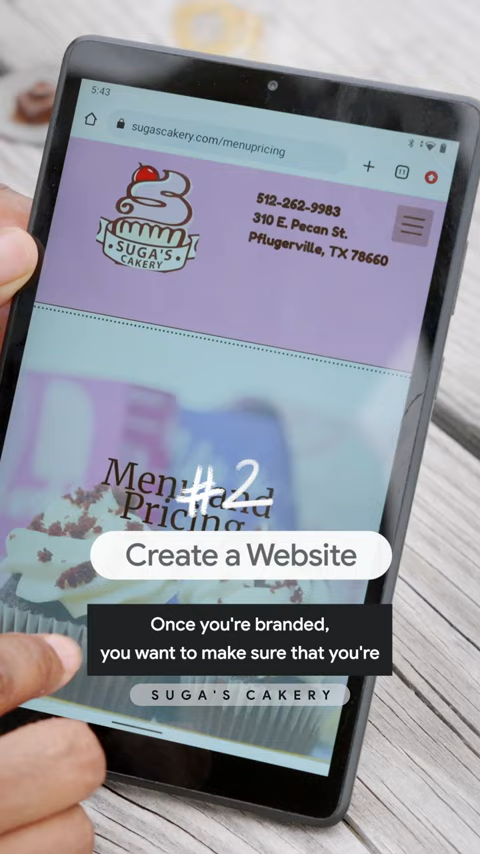 5:43
sugascakery.com/menupricing
11
512-262-9983
310 E. Pecan St.
Pflugerville, TX 78660
SUGA'S
CAKERY
Menu and
Pricing
#2
Create a Website
Once you're branded,
you want to make sure that you're
SUGA'S CAKERY